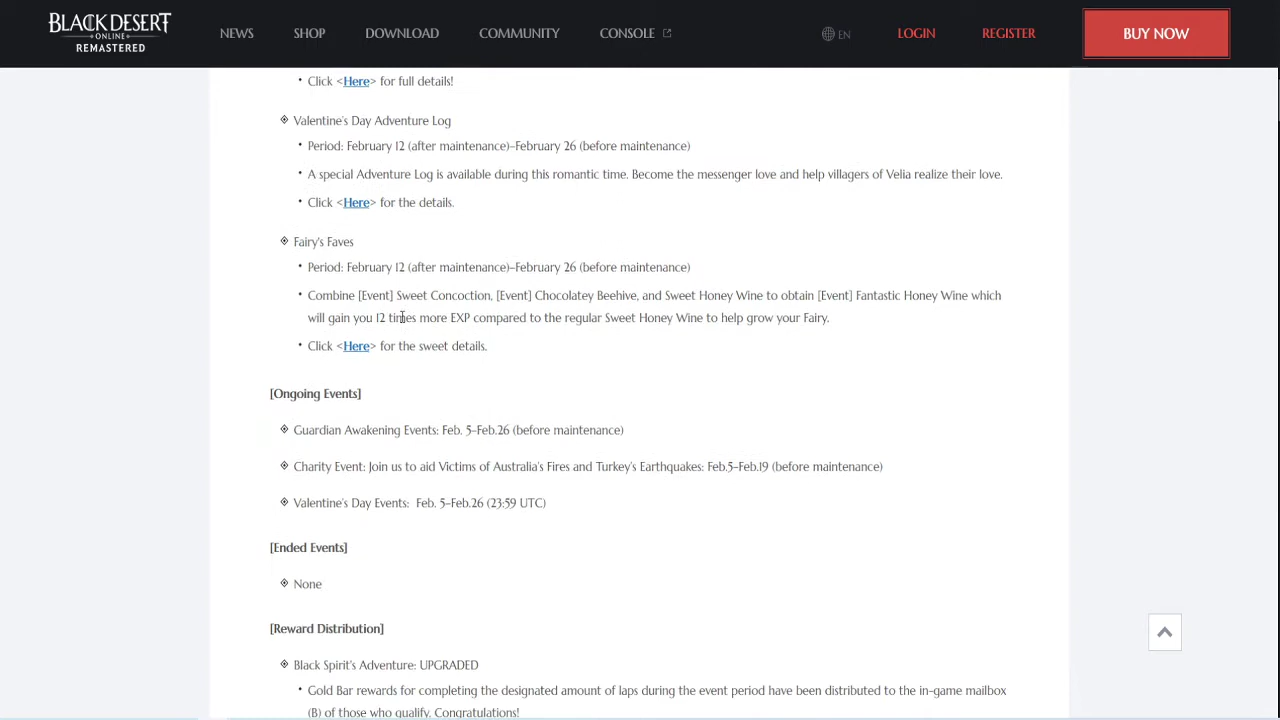 BLACK DESERT
ONLINE
REMASTERED
NEWS
SHOP
DOWNLOAD
COMMUNITY
CONSOLE
EN
LOGIN
REGISTER
BUY NOW
• Click <Here> for full details!
Valentine's Day Adventure Log
• Period: February 12 (after maintenance)–February 26 (before maintenance)
• A special Adventure Log is available during this romantic time. Become the messenger love and help villagers of Velia realize their love.
• Click <Here> for the details.
Fairy's Faves
• Period: February 12 (after maintenance)–February 26 (before maintenance)
• Combine [Event] Sweet Concoction, [Event] Chocolatey Beehive, and Sweet Honey Wine to obtain [Event] Fantastic Honey Wine which
will gain you 12 times more EXP compared to the regular Sweet Honey Wine to help grow your Fairy.
• Click <Here> for the sweet details.
[Ongoing Events]
Guardian Awakening Events: Feb. 5–Feb.26 (before maintenance)
Charity Event: Join us to aid Victims of Australia's Fires and Turkey's Earthquakes: Feb.5–Feb.19 (before maintenance)
Valentine's Day Events:  Feb. 5–Feb.26 (23:59 UTC)
[Ended Events]
None
[Reward Distribution]
Black Spirit's Adventure: UPGRADED
• Gold Bar rewards for completing the designated amount of laps during the event period have been distributed to the in-game mailbox
(B) of those who qualify. Congratulations!